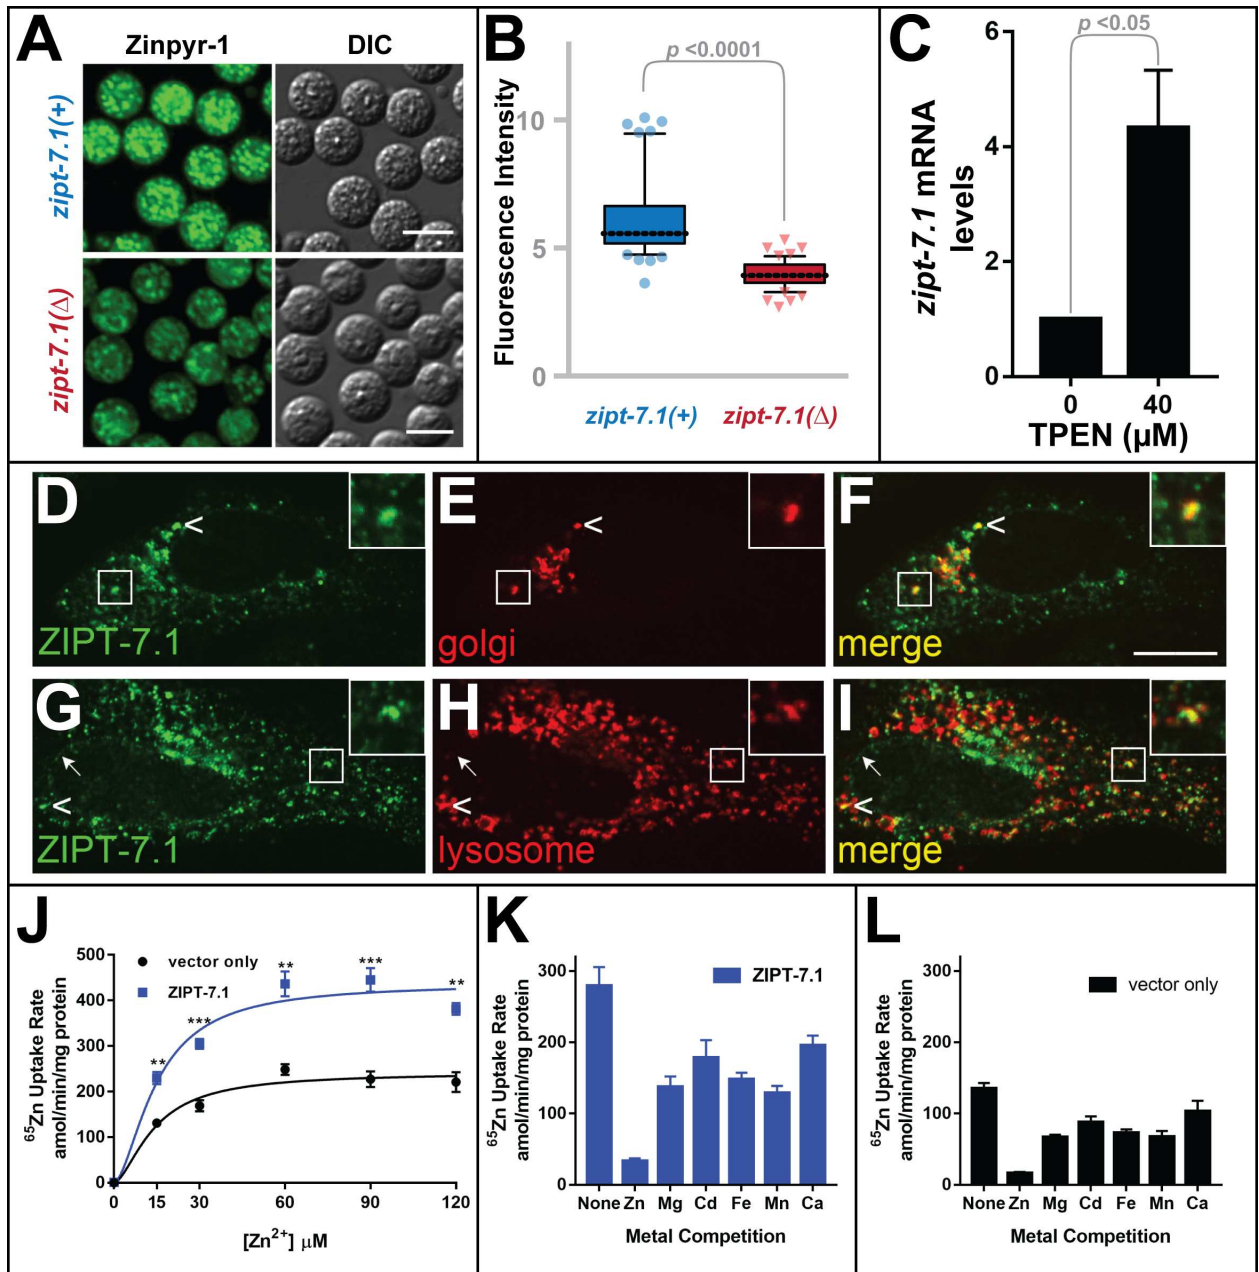 A
Zinpyr-1
DIC
zipt-7.1(+)
zipt-7.1(Δ)
B
p <0.0001
Fluorescence Intensity
10
5
0
zipt-7.1(+)
zipt-7.1(Δ)
C
p <0.05
zipt-7.1 mRNA
levels
6
4
2
0
0
40
TPEN (µM)
D
<
ZIPT-7.1
E
<
golgi
F
<
merge
G
<
ZIPT-7.1
H
<
lysosome
I
<
merge
J
vector only
ZIPT-7.1
⁶⁵Zn Uptake Rate
amol/min/mg protein
500
400
300
200
100
0
**
***
**
***
**
0 15 30 60 90 120
[Zn²⁺] µM
K
ZIPT-7.1
⁶⁵Zn Uptake Rate
amol/min/mg protein
300
200
100
0
None Zn Mg Cd Fe Mn Ca
Metal Competition
L
vector only
⁶⁵Zn Uptake Rate
amol/min/mg protein
300
200
100
0
None Zn Mg Cd Fe Mn Ca
Metal Competition